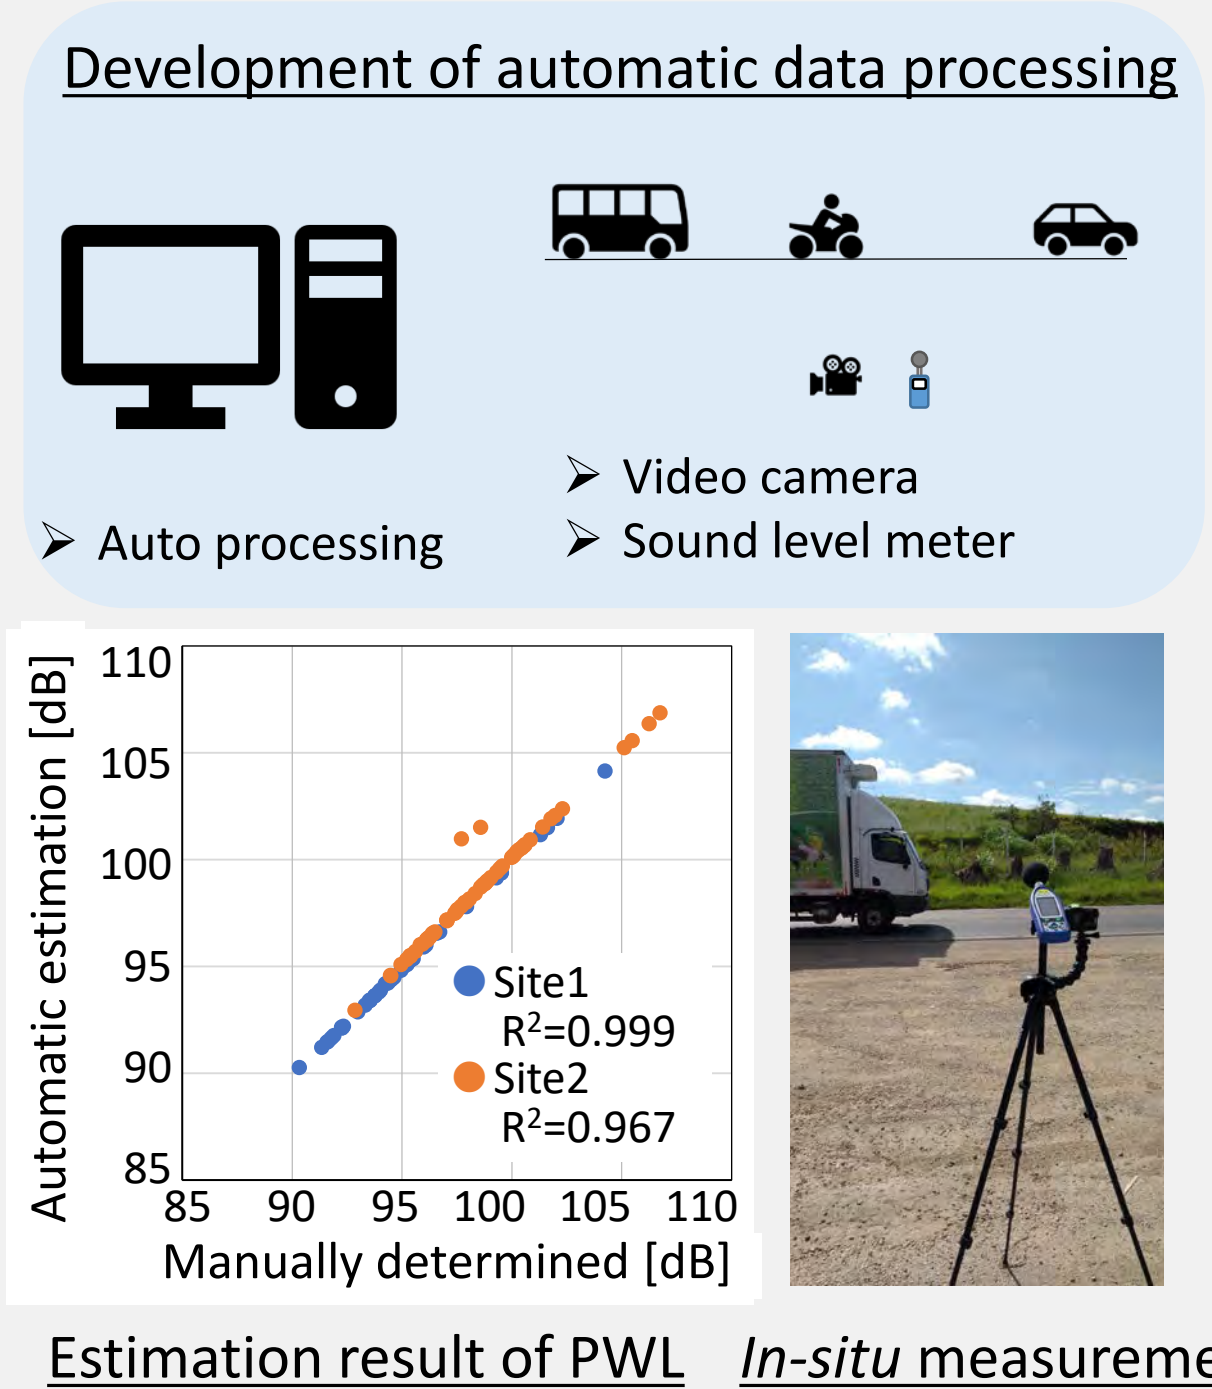 Development of automatic data processing
➢ Video camera
➢ Auto processing
➢ Sound level meter
Automatic estimation [dB]
110
105
100
95
90
85
Site1
R²=0.999
Site2
R²=0.967
85 90 95 100 105 110
Manually determined [dB]
Estimation result of PWL
In-situ measureme